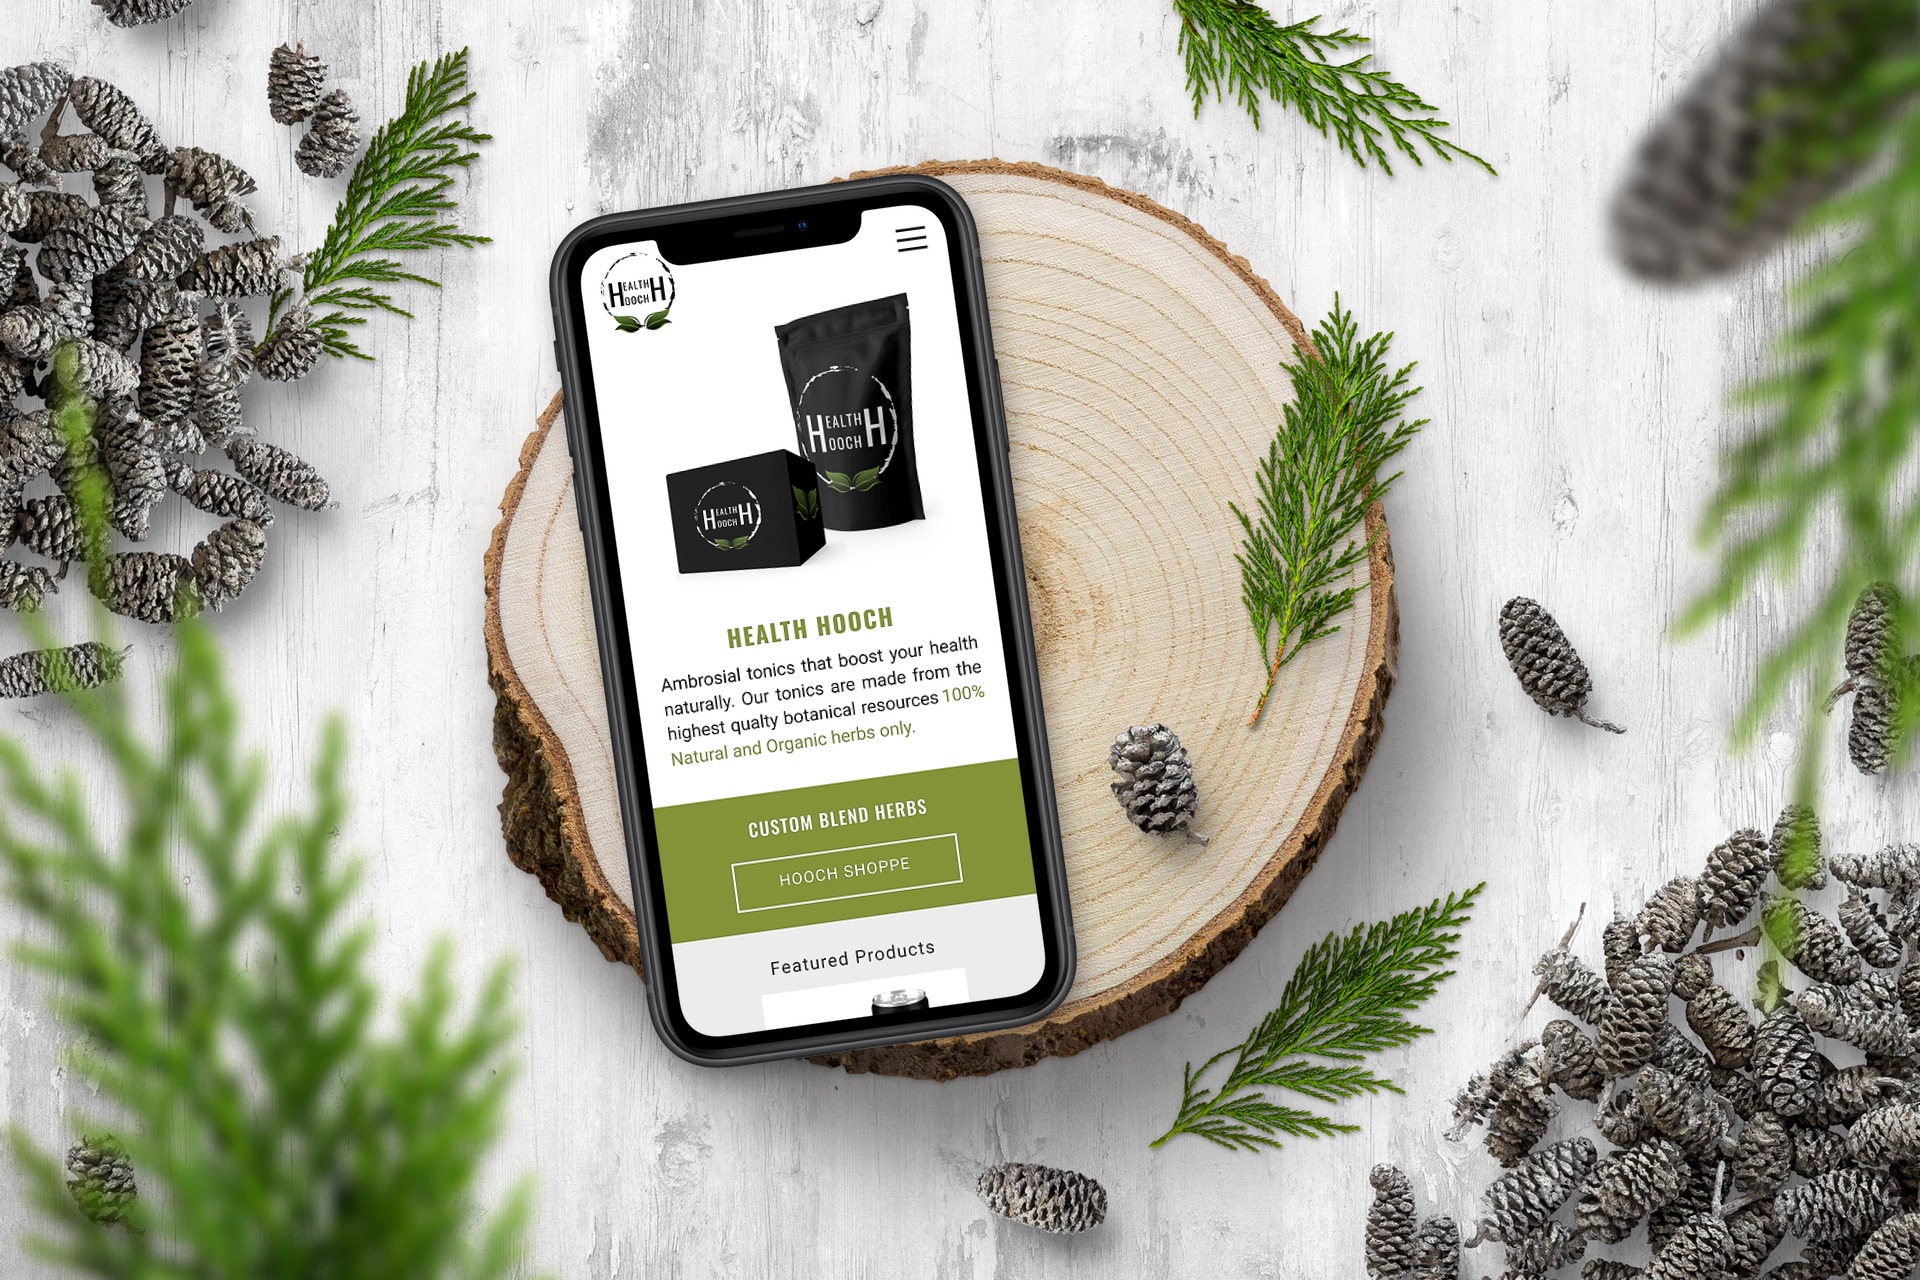 HEALTH
HOOCH
HEALTH
HOOCH
HEALTH
HOOCH
HEALTH HOOCH
Ambrosial tonics that boost your health
naturally. Our tonics are made from the
highest qualty botanical resources 100%
Natural and Organic herbs only.
CUSTOM BLEND HERBS
HOOCH SHOPPE
Featured Products